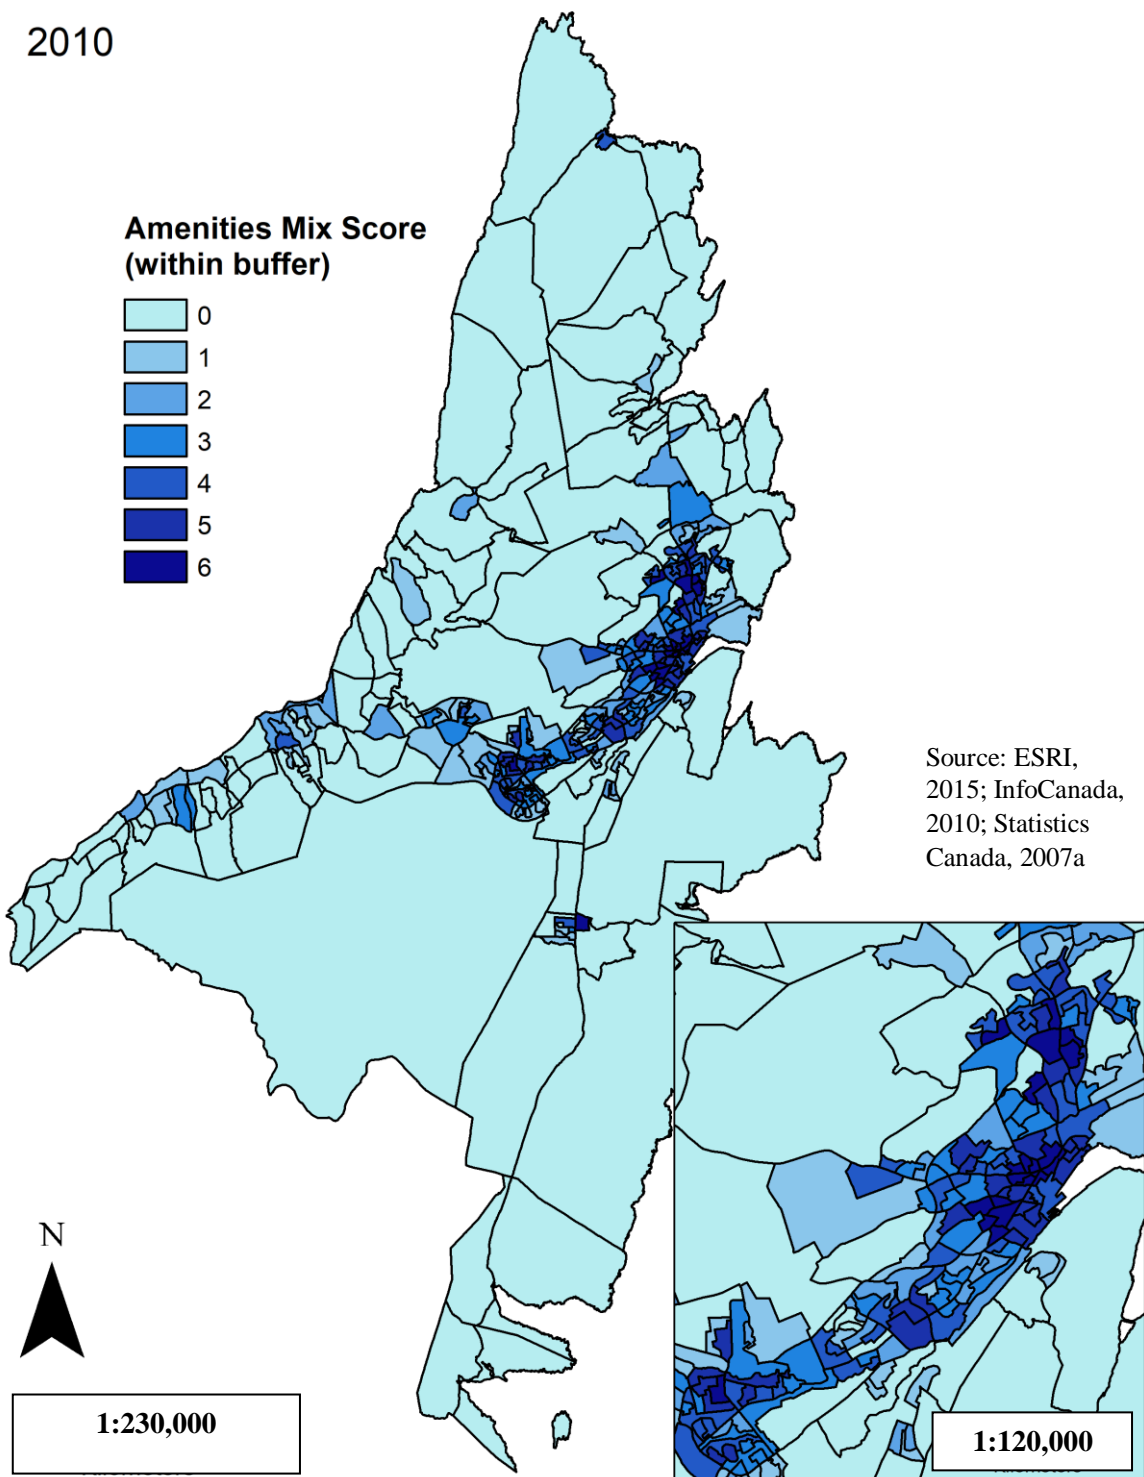 2010
Amenities Mix Score
(within buffer)
0
1
2
3
4
5
6
Source: ESRI,
2015; InfoCanada,
2010; Statistics
Canada, 2007a
N
1:230,000
1:120,000